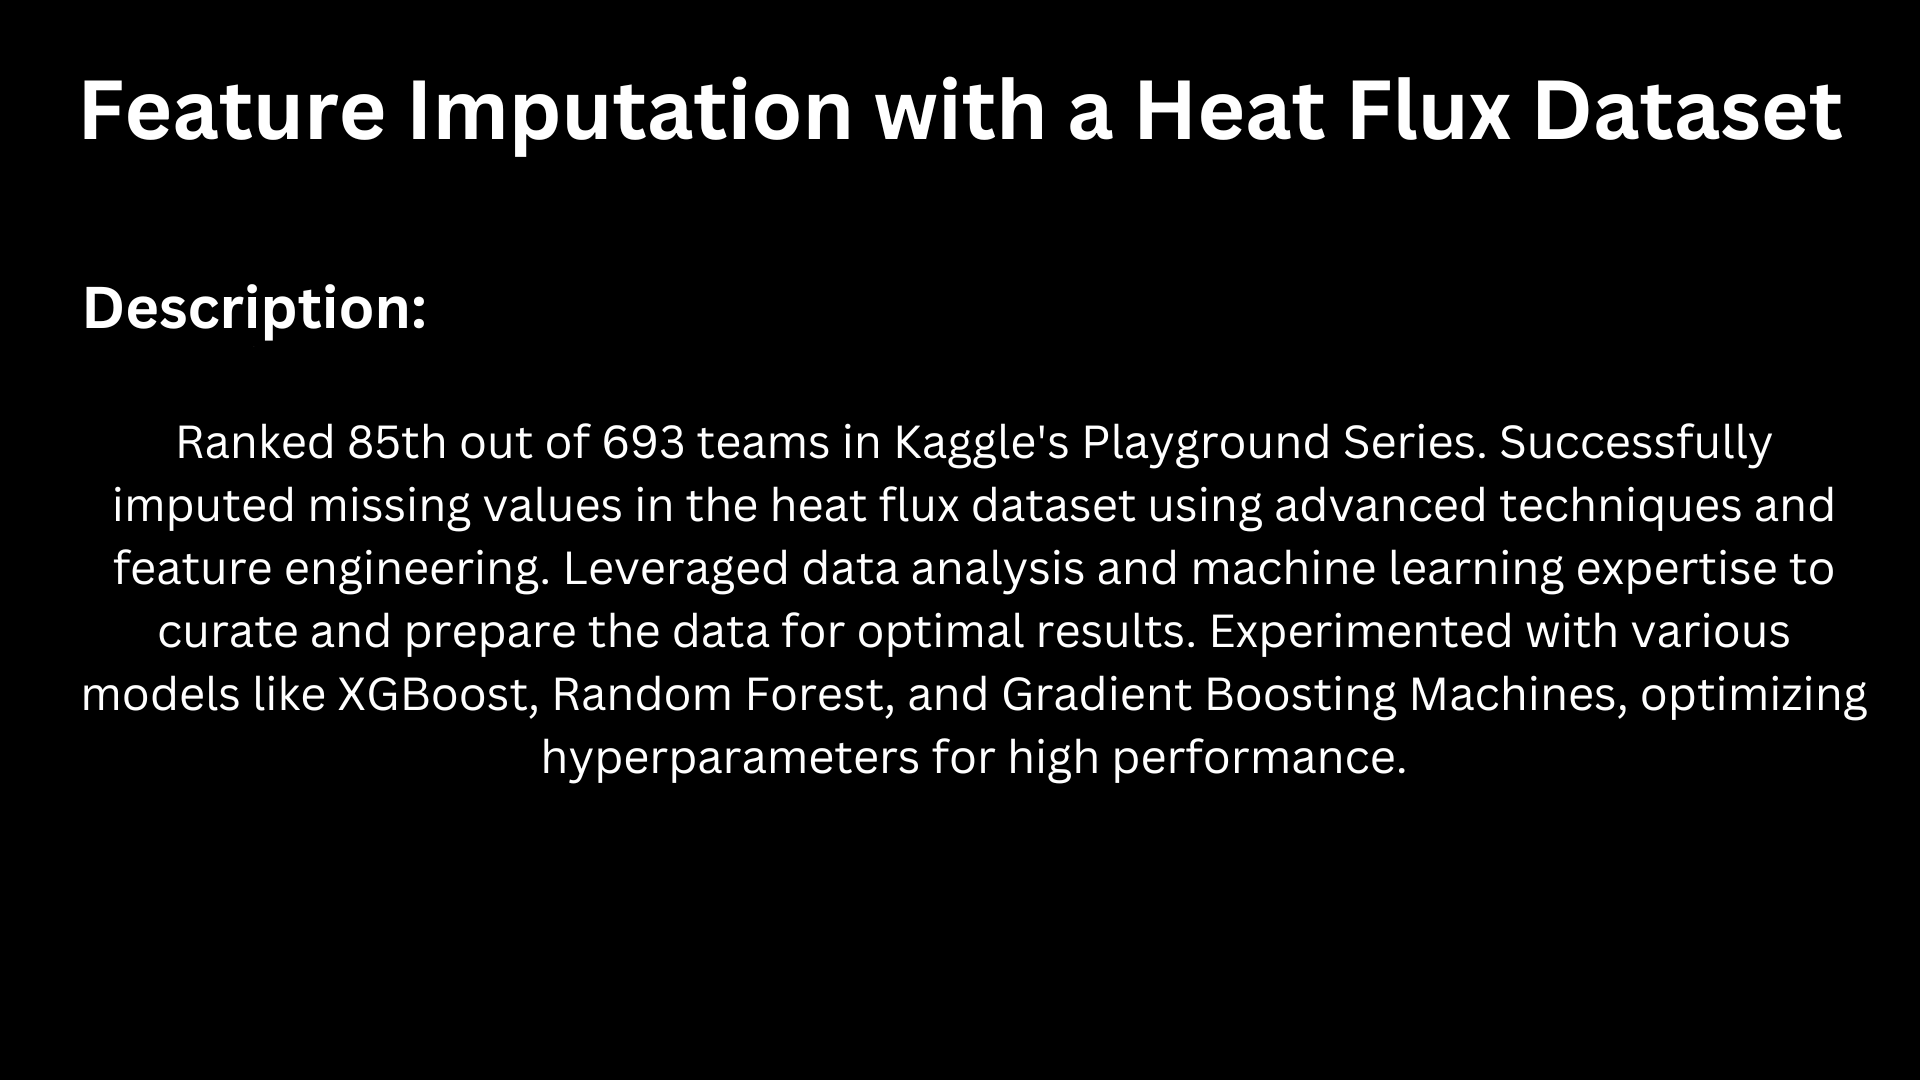 Feature Imputation with a Heat Flux Dataset
Description:
Ranked 85th out of 693 teams in Kaggle's Playground Series. Successfully
imputed missing values in the heat flux dataset using advanced techniques and
feature engineering. Leveraged data analysis and machine learning expertise to
curate and prepare the data for optimal results. Experimented with various
models like XGBoost, Random Forest, and Gradient Boosting Machines, optimizing
hyperparameters for high performance.